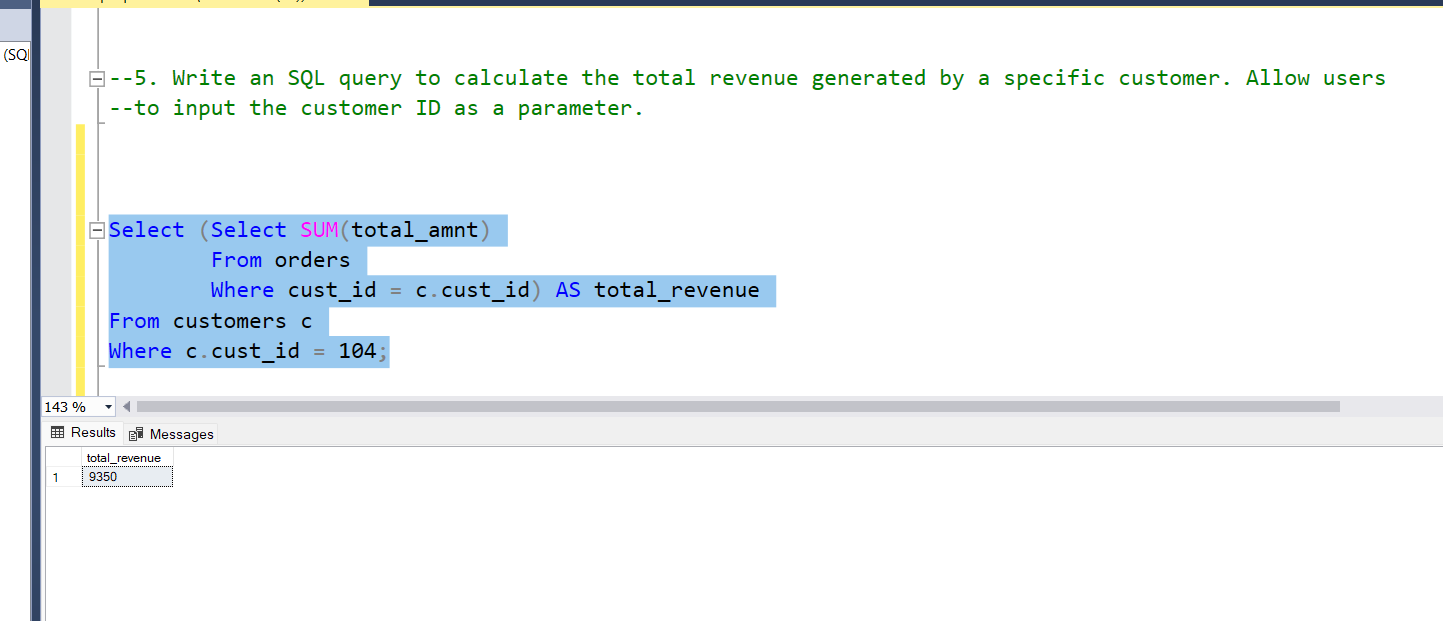 (SQ
--5. Write an SQL query to calculate the total revenue generated by a specific customer. Allow users
--to input the customer ID as a parameter.
Select (Select SUM(total_amnt)
From orders
Where cust_id = c.cust_id) AS total_revenue
From customers c
Where c.cust_id = 104;
143 %
Results Messages
total_revenue
1 9350